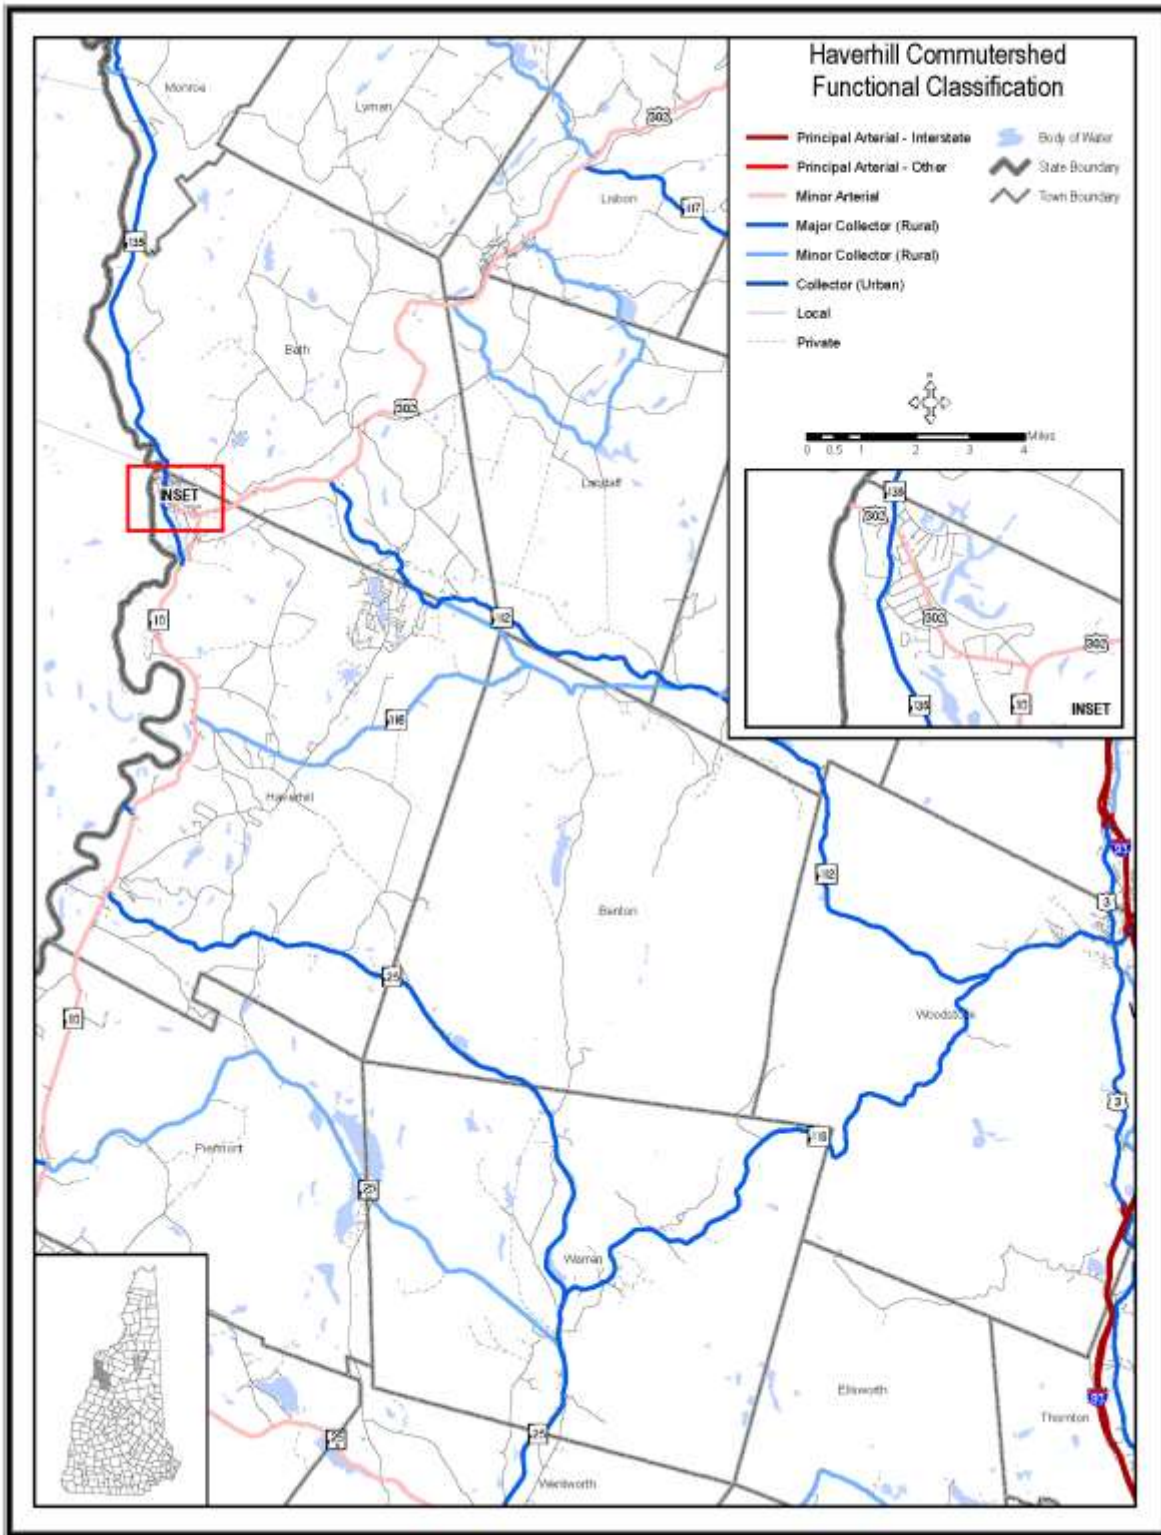 Haverhill Commutershed
Functional Classification
Principal Arterial - Interstate
Principal Arterial - Other
Minor Arterial
Major Collector (Rural)
Minor Collector (Rural)
Collector (Urban)
Local
Private
Body of Water
State Boundary
Town Boundary
N
Miles
0 0.5 1 2 3 4
Monroe
Lyman
302
Lisbon
117
135
Bath
302
Landaff
INSET
112
10
116
Haverhill
Benton
112
93
3
25
Woodstock
10
3
118
Piermont
Warren
Ellsworth
93
Thornton
25
Wentworth
135
302
302
302
135
10
INSET